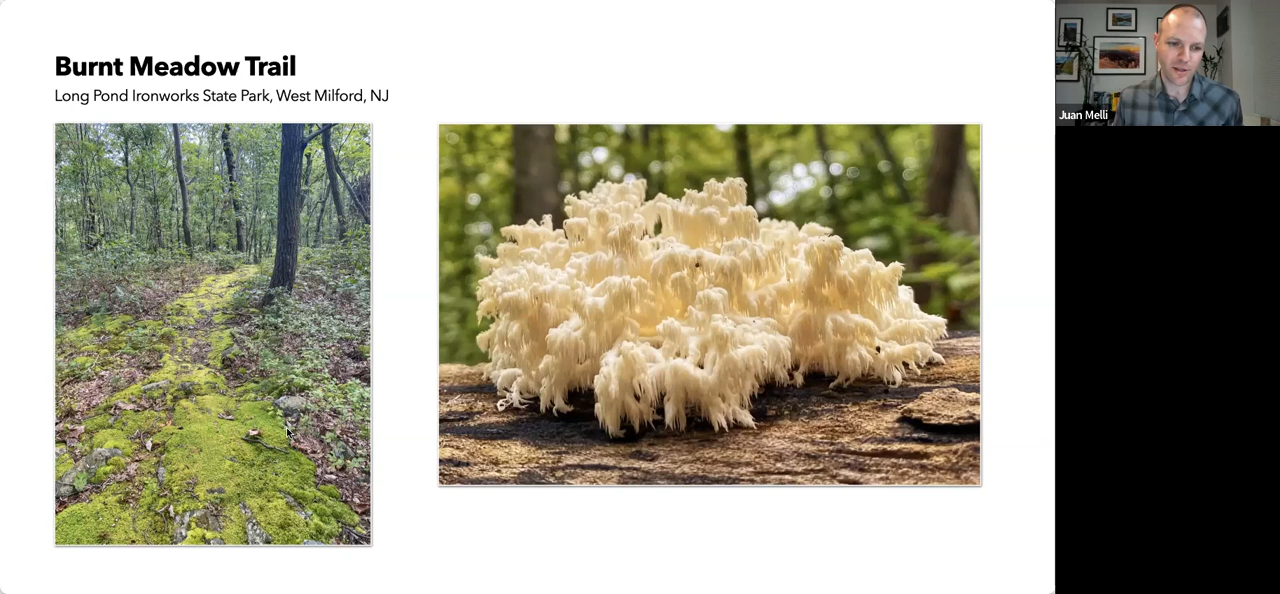 Burnt Meadow Trail
Long Pond Ironworks State Park, West Milford, NJ
Juan Melli